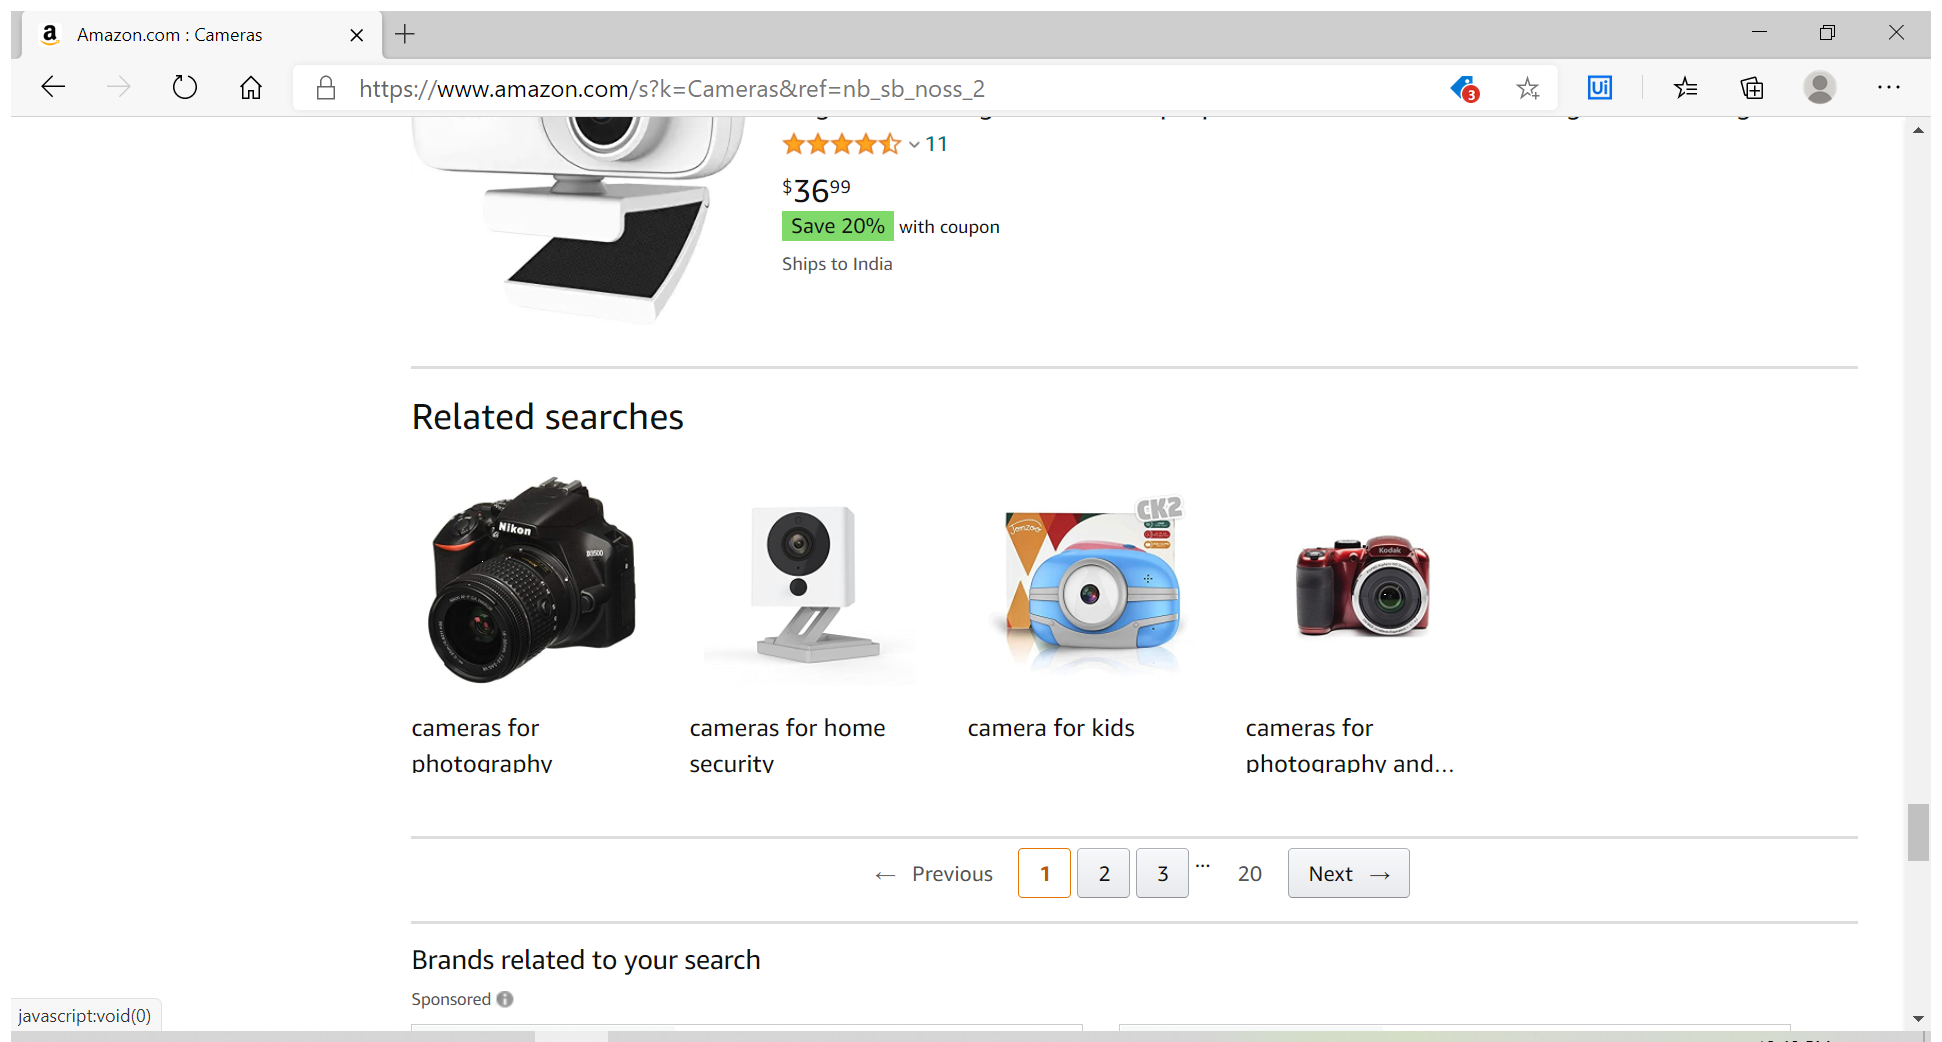 Amazon.com : Cameras
https://www.amazon.com/s?k=Cameras&ref=nb_sb_noss_2
3
Ui
11
$36 99
Save 20% with coupon
Ships to India
Related searches
Nikon
D3500
CK2
Kodak
cameras for
photography
cameras for home
security
camera for kids
cameras for
photography and...
← Previous 1 2 3 ... 20 Next →
Brands related to your search
Sponsored
javascript:void(0)